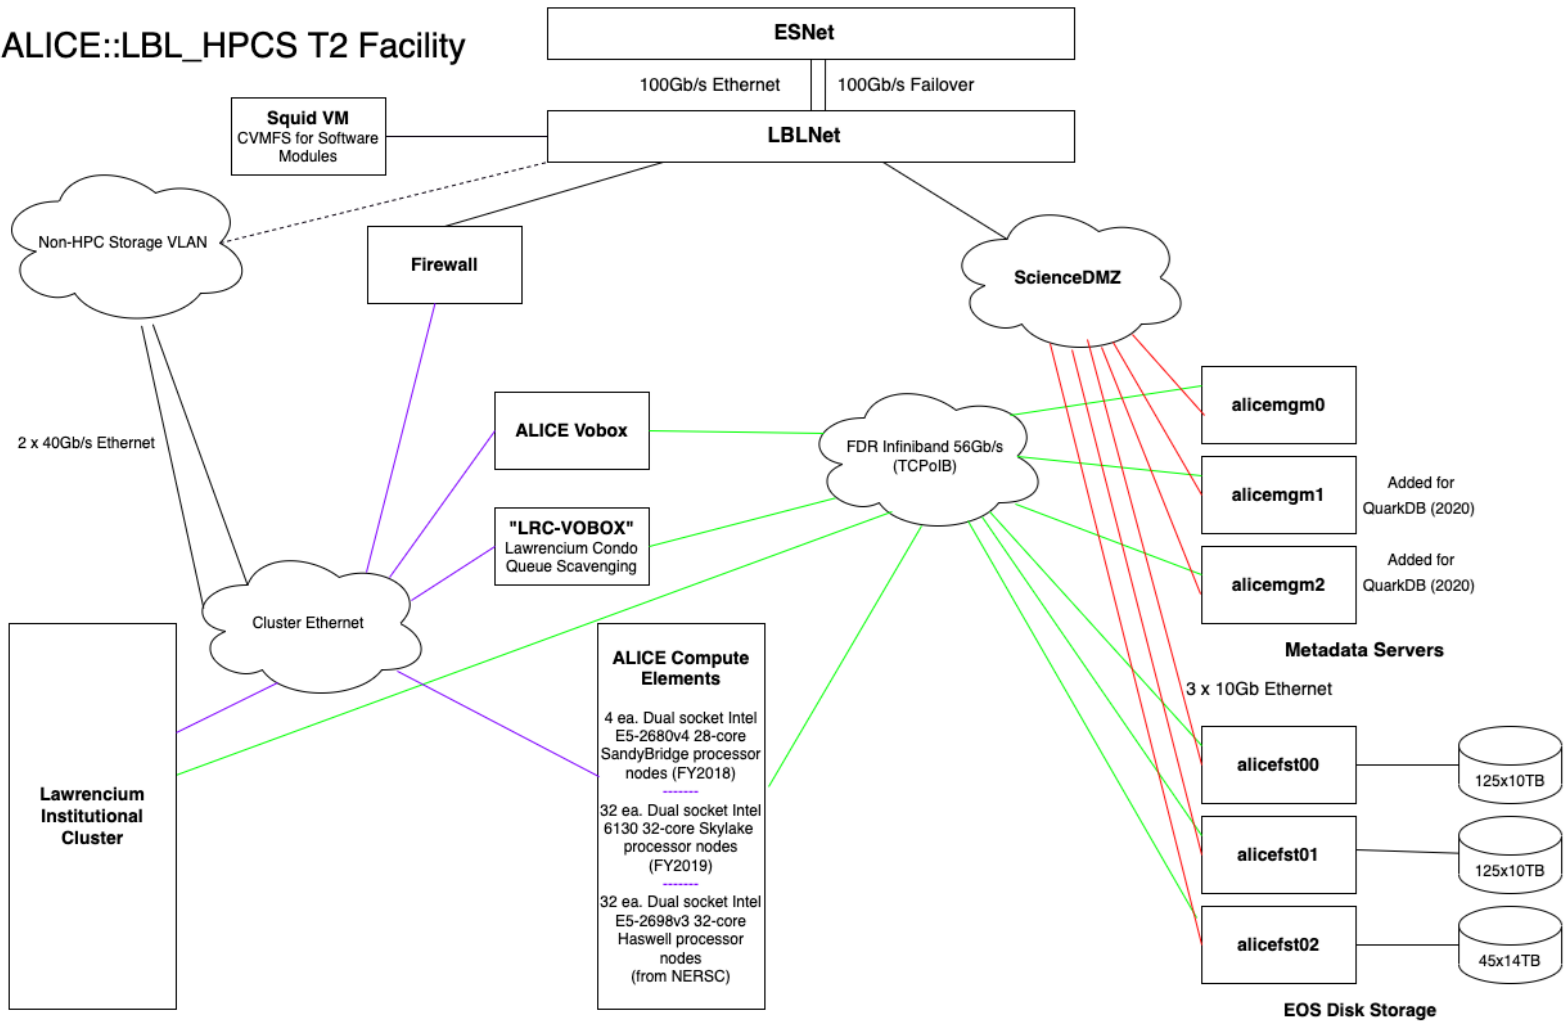 ALICE::LBL_HPCS T2 Facility
ESNet
100Gb/s Ethernet
100Gb/s Failover
LBLNet
Squid VM
CVMFS for Software
Modules
Non-HPC Storage VLAN
Firewall
ScienceDMZ
2 x 40Gb/s Ethernet
ALICE Vobox
FDR Infiniband 56Gb/s
(TCPoIB)
"LRC-VOBOX"
Lawrencium Condo
Queue Scavenging
Cluster Ethernet
alicemgm0
alicemgm1
Added for
QuarkDB (2020)
alicemgm2
Added for
QuarkDB (2020)
Metadata Servers
3 x 10Gb Ethernet
Lawrencium
Institutional
Cluster
ALICE Compute
Elements
4 ea. Dual socket Intel
E5-2680v4 28-core
SandyBridge processor
nodes (FY2018)
-------
32 ea. Dual socket Intel
6130 32-core Skylake
processor nodes
(FY2019)
-------
32 ea. Dual socket Intel
E5-2698v3 32-core
Haswell processor
nodes
(from NERSC)
alicefst00
125x10TB
alicefst01
125x10TB
alicefst02
45x14TB
EOS Disk Storage